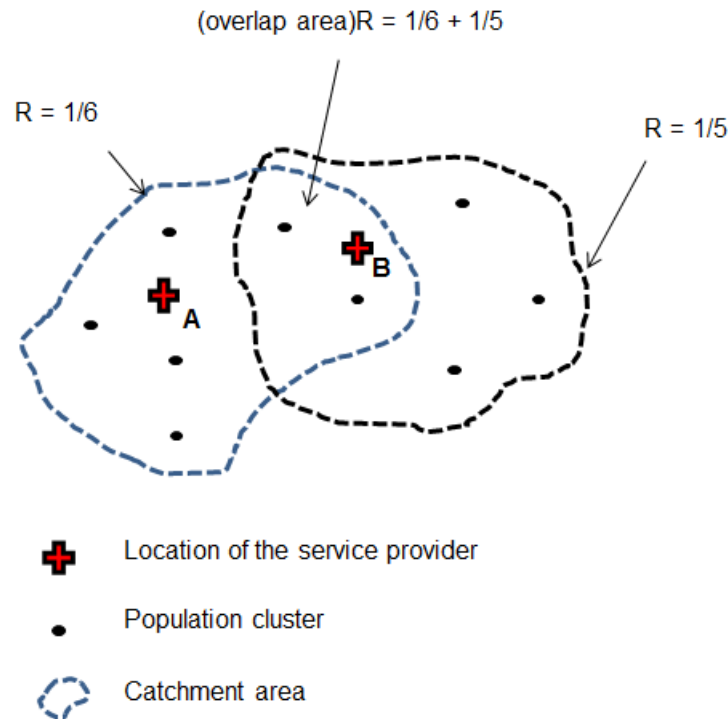 (overlap area)R = 1/6 + 1/5
R = 1/6
R = 1/5
B
A
Location of the service provider
Population cluster
Catchment area